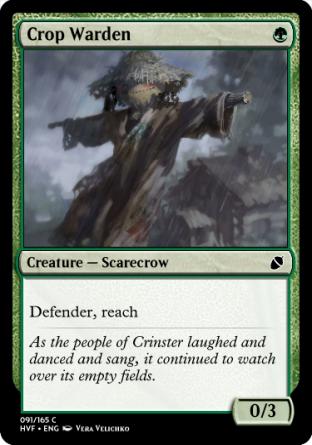 Crop Warden
Creature — Scarecrow
Defender, reach
As the people of Crinster laughed and
danced and sang, it continued to watch
over its empty fields.
0/3
091/165 C
HVF • ENG VERA VELICHKO